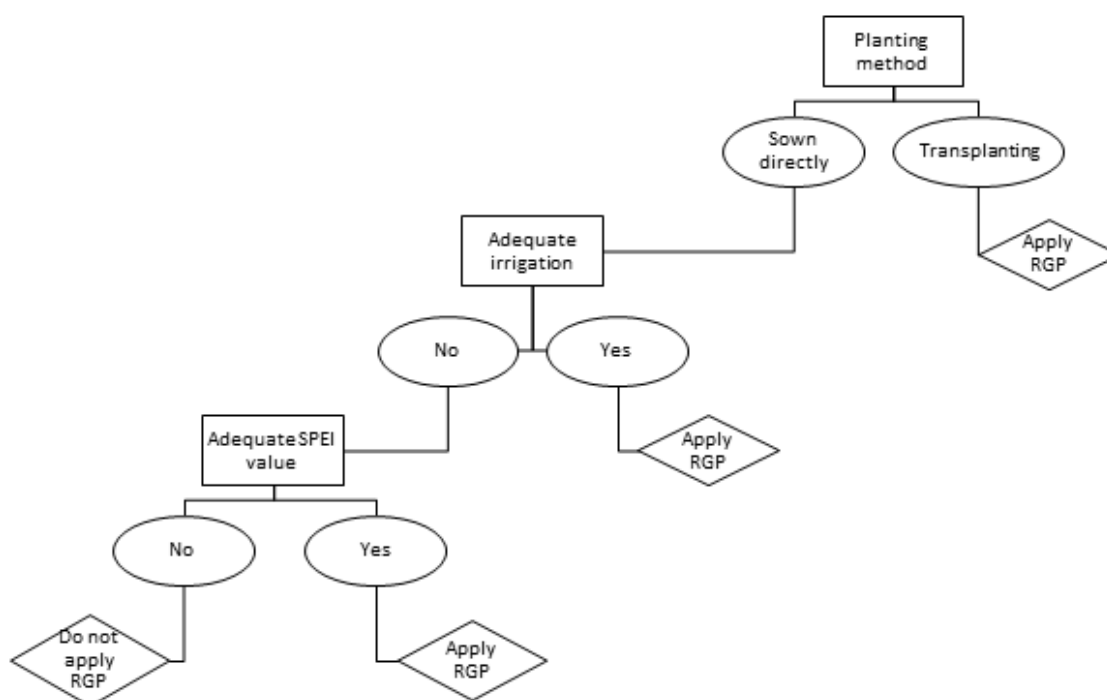 Planting
method
Sown
directly
Transplanting
Adequate
irrigation
Apply
RGP
No
Yes
Adequate SPEI
value
Apply
RGP
No
Yes
Do not
apply
RGP
Apply
RGP